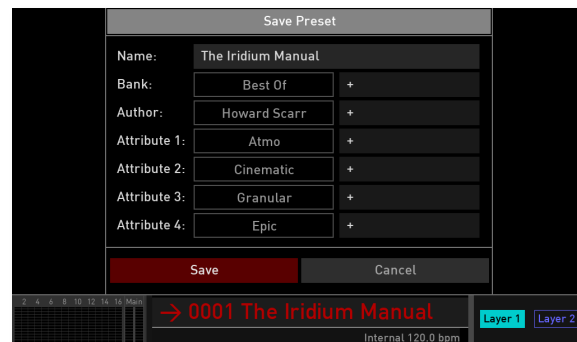 Save Preset
Name: The Iridium Manual
Bank: Best Of +
Author: Howard Scarr +
Attribute 1: Atmo +
Attribute 2: Cinematic +
Attribute 3: Granular +
Attribute 4: Epic +
Save Cancel
2 4 6 8 10 12 14 16 Main
→ 0001 The Iridium Manual
Layer 1 Layer 2
Internal 120.0 bpm